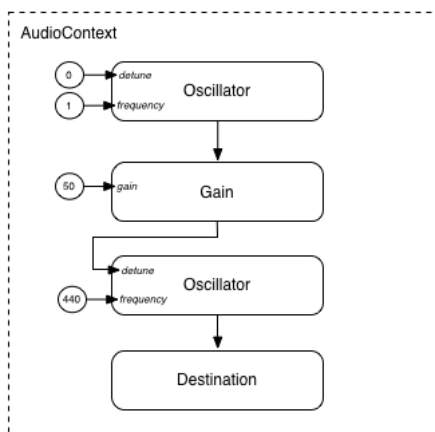 AudioContext
0
detune
Oscillator
1
frequency
50
gain
Gain
detune
Oscillator
440
frequency
Destination